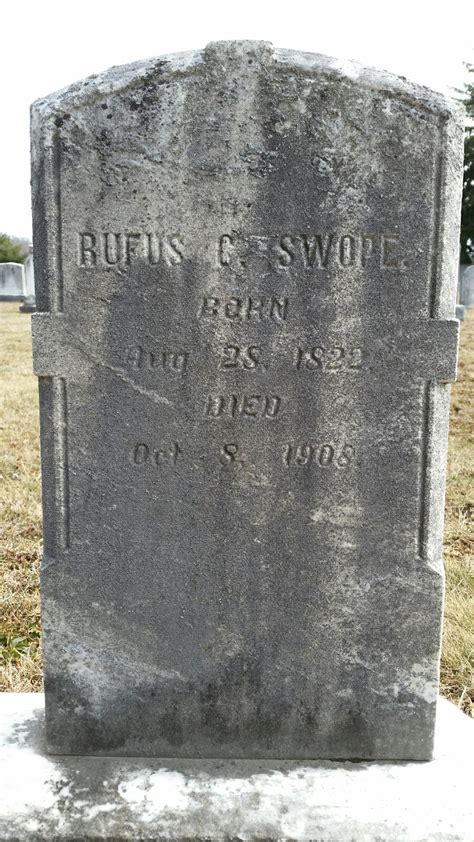 RUFUS C. SWOPE.
BORN
Aug 28. 1822.
DIED
Oct. 8. 1908